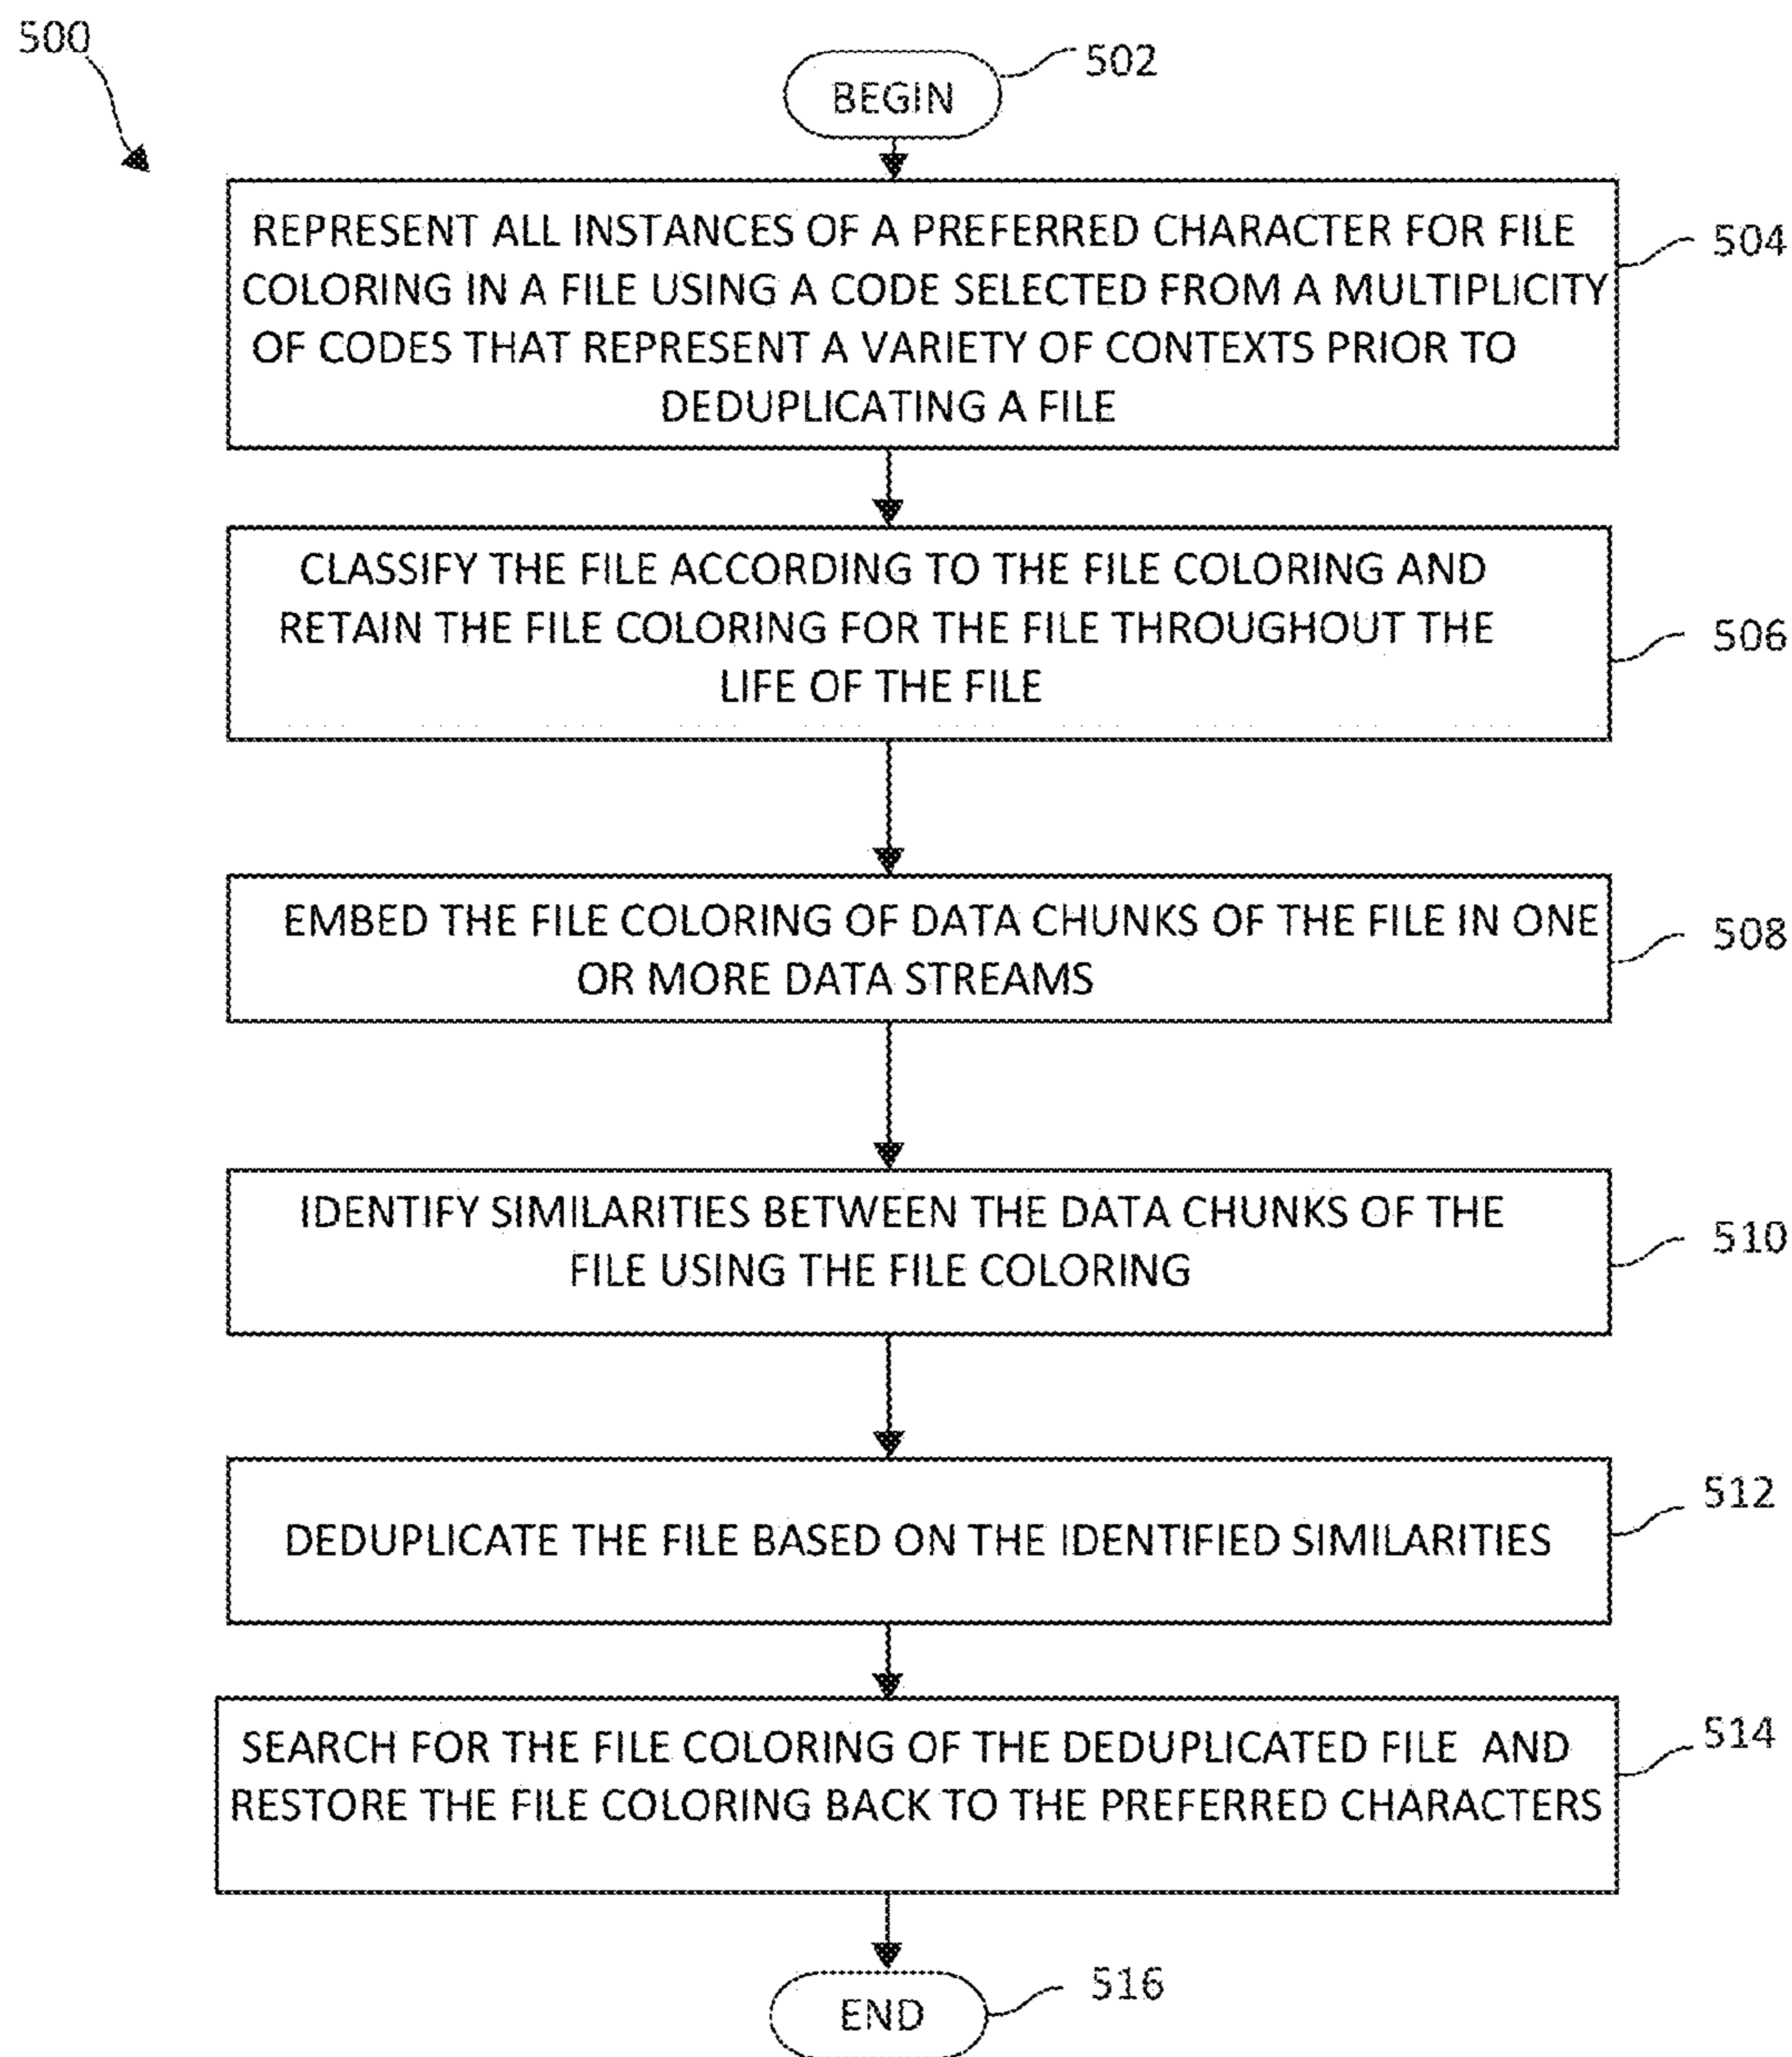 500
BEGIN
502
REPRESENT ALL INSTANCES OF A PREFERRED CHARACTER FOR FILE
COLORING IN A FILE USING A CODE SELECTED FROM A MULTIPLICITY
OF CODES THAT REPRESENT A VARIETY OF CONTEXTS PRIOR TO
DEDUPLICATING A FILE
504
CLASSIFY THE FILE ACCORDING TO THE FILE COLORING AND
RETAIN THE FILE COLORING FOR THE FILE THROUGHOUT THE
LIFE OF THE FILE
506
EMBED THE FILE COLORING OF DATA CHUNKS OF THE FILE IN ONE
OR MORE DATA STREAMS
508
IDENTIFY SIMILARITIES BETWEEN THE DATA CHUNKS OF THE
FILE USING THE FILE COLORING
510
DEDUPLICATE THE FILE BASED ON THE IDENTIFIED SIMILARITIES
512
SEARCH FOR THE FILE COLORING OF THE DEDUPLICATED FILE AND
RESTORE THE FILE COLORING BACK TO THE PREFERRED CHARACTERS
514
END
516